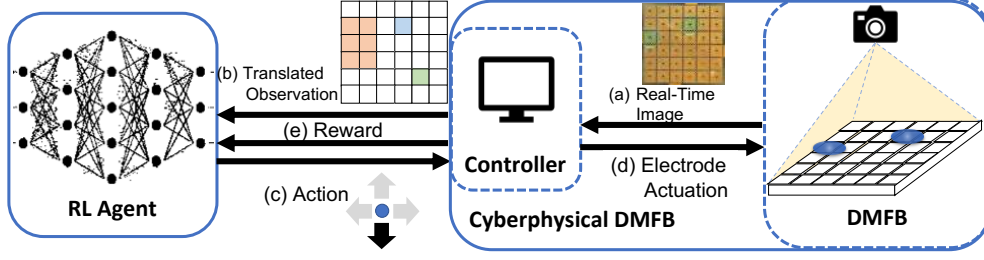 (b) Translated
Observation
(e) Reward
(c) Action
RL Agent
Controller
Cyberphysical DMFB
(a) Real-Time
Image
(d) Electrode
Actuation
DMFB